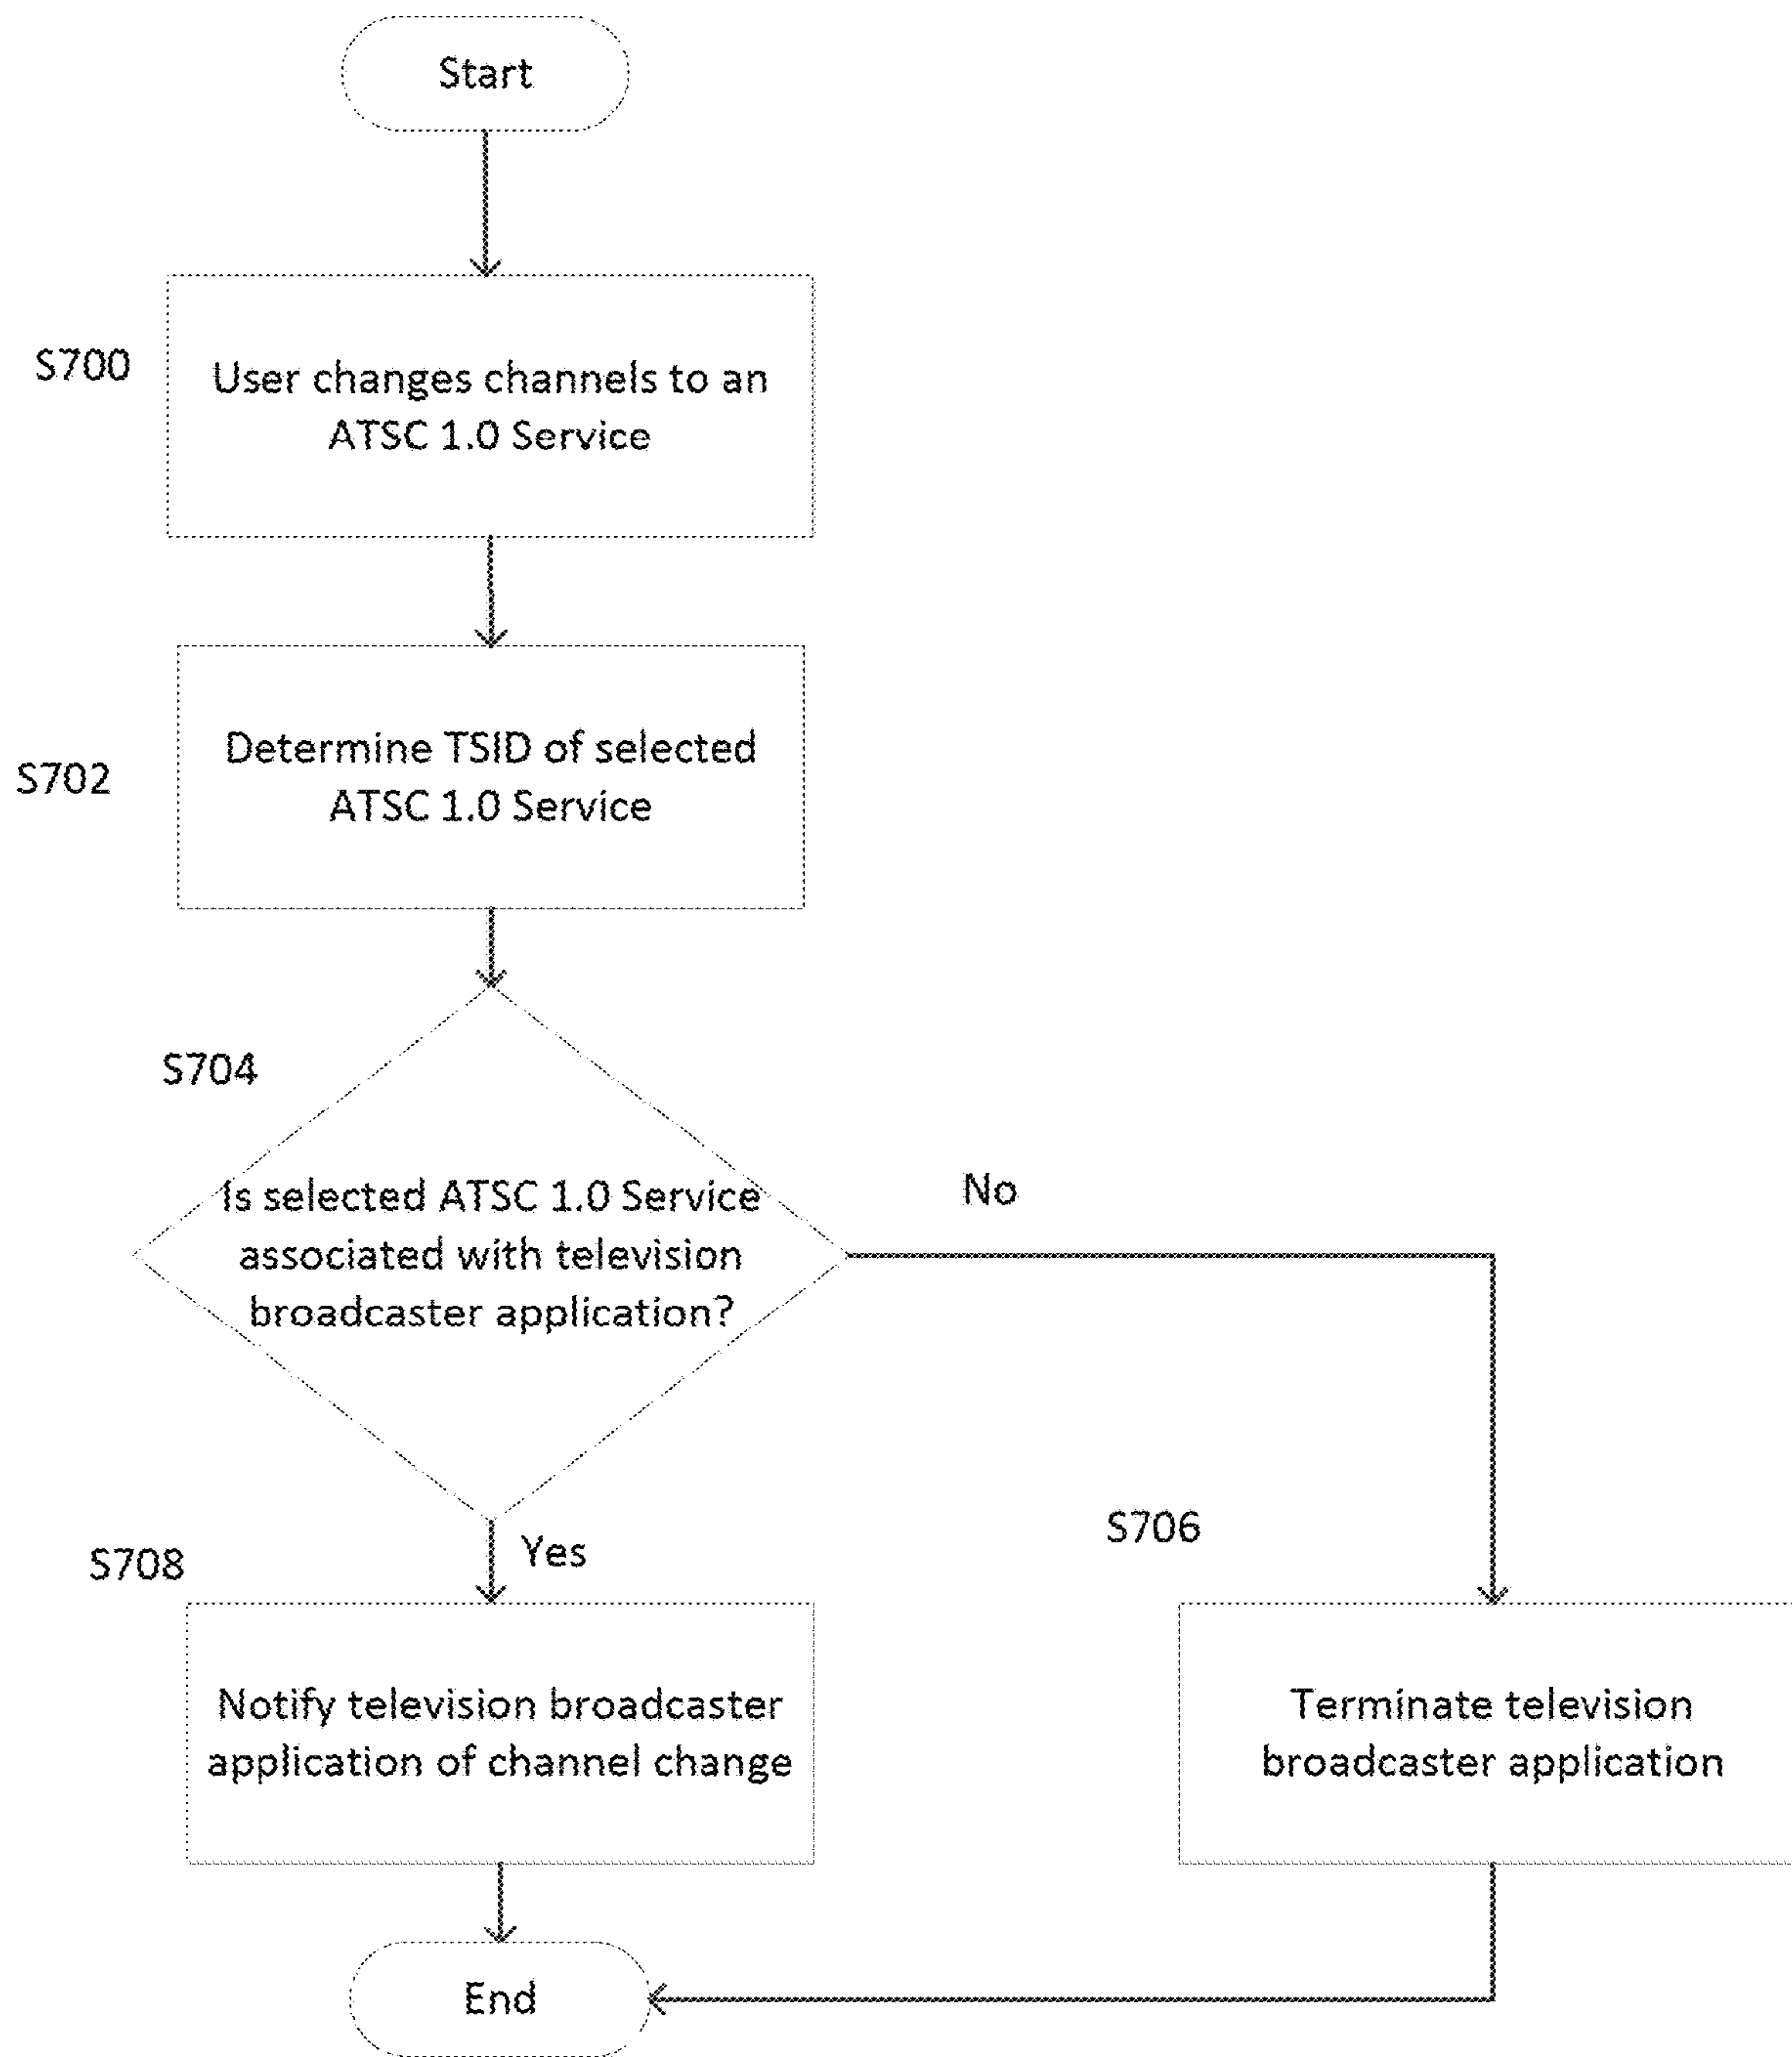 Start
S700
User changes channels to an
ATSC 1.0 Service
S702
Determine TSID of selected
ATSC 1.0 Service
S704
Is selected ATSC 1.0 Service
associated with television
broadcaster application?
No
Yes
S708
Notify television broadcaster
application of channel change
S706
Terminate television
broadcaster application
End